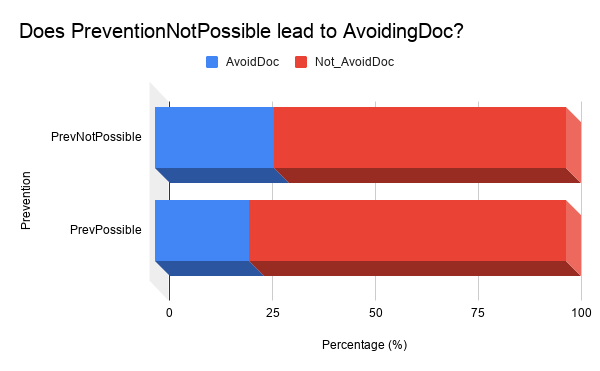 Does PreventionNotPossible lead to AvoidingDoc?
AvoidDoc
Not_AvoidDoc
PrevNotPossible
PrevPossible
Prevention
0
25
50
75
100
Percentage (%)